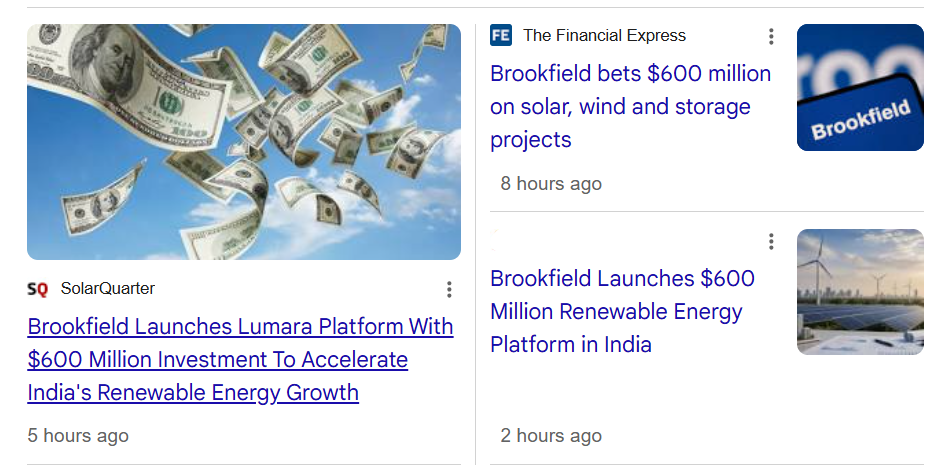 SQ SolarQuarter
Brookfield Launches Lumara Platform With
$600 Million Investment To Accelerate
India's Renewable Energy Growth
5 hours ago
FE The Financial Express
Brookfield bets $600 million
on solar, wind and storage
projects
8 hours ago
roo
Brookfield
Brookfield Launches $600
Million Renewable Energy
Platform in India
2 hours ago